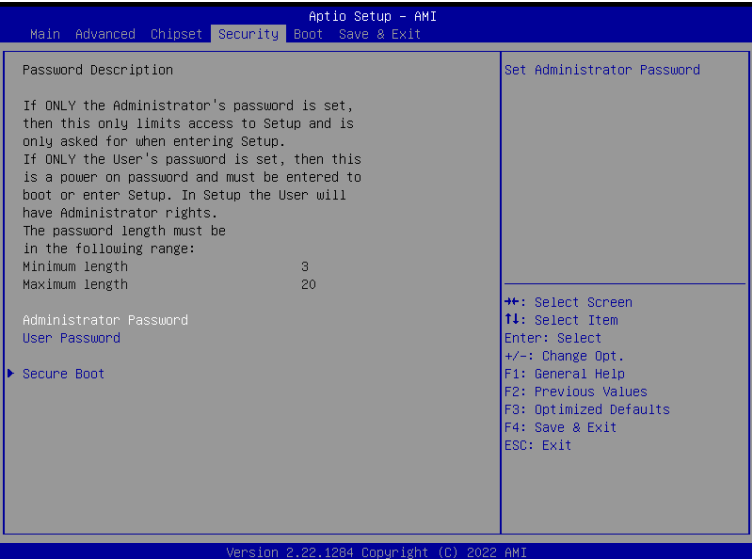 Aptio Setup – AMI
Main Advanced Chipset Security Boot Save & Exit
Password Description
If ONLY the Administrator's password is set,
then this only limits access to Setup and is
only asked for when entering Setup.
If ONLY the User's password is set, then this
is a power on password and must be entered to
boot or enter Setup. In Setup the User will
have Administrator rights.
The password length must be
in the following range:
Minimum length 3
Maximum length 20
Administrator Password
User Password
Secure Boot
Set Administrator Password
→←: Select Screen
↑↓: Select Item
Enter: Select
+/-: Change Opt.
F1: General Help
F2: Previous Values
F3: Optimized Defaults
F4: Save & Exit
ESC: Exit
Version 2.22.1284 Copyright (C) 2022 AMI